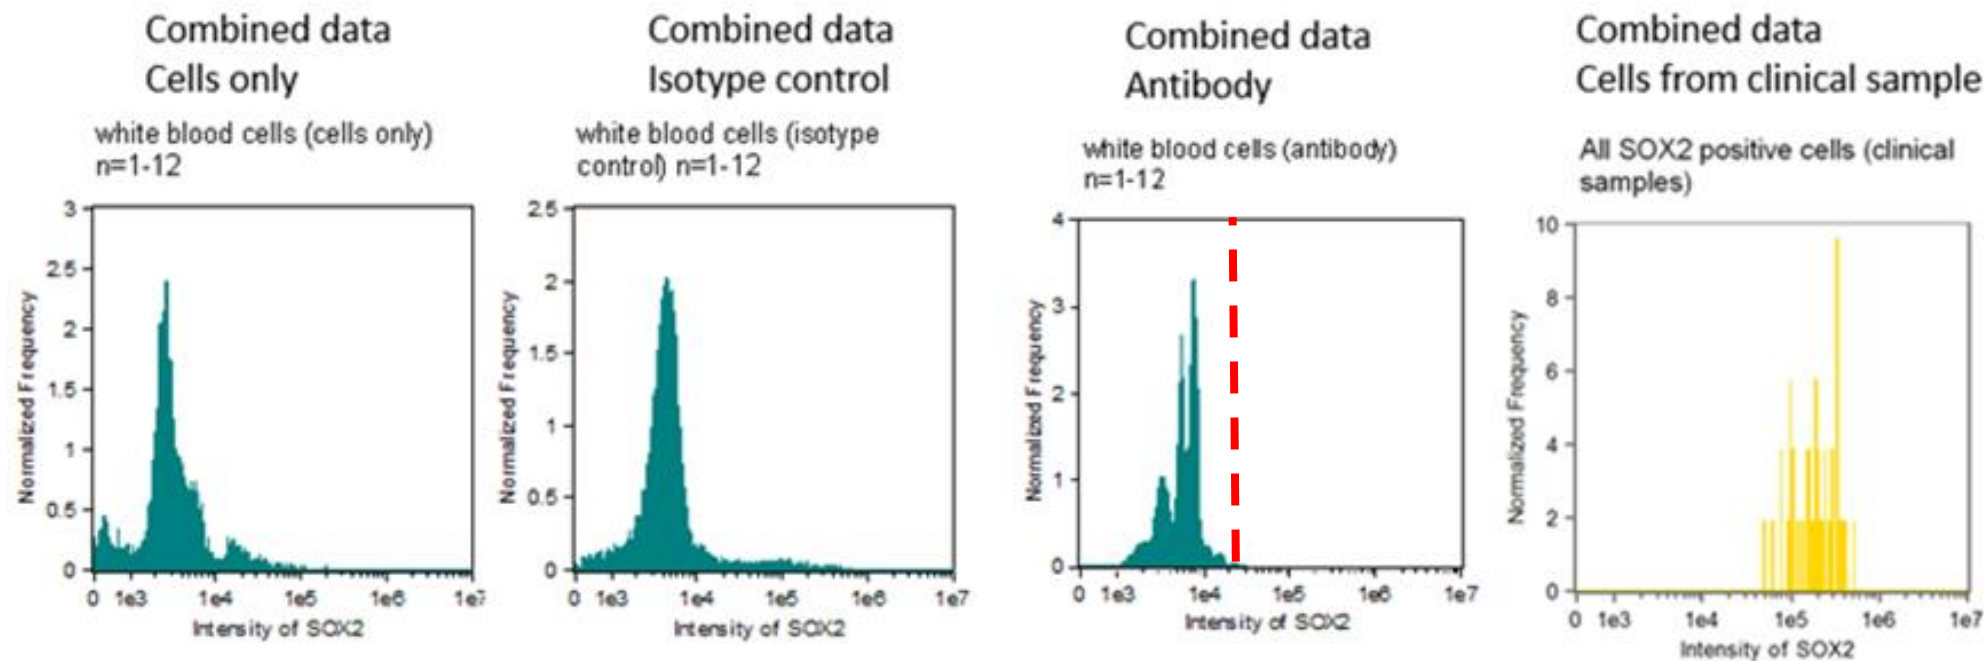 Combined data
Cells only
white blood cells (cells only)
n=1-12
3
2.5
2
1.5
1
0.5
0
Normalized Frequency
0 1e3 1e4 1e5 1e6 1e7
Intensity of SOX2
Combined data
Isotype control
white blood cells (isotype
control) n=1-12
2.5
2
1.5
1
0.5
0
Normalized Frequency
0 1e3 1e4 1e5 1e6 1e7
Intensity of SOX2
Combined data
Antibody
white blood cells (antibody)
n=1-12
4
3
2
1
0
Normalized Frequency
0 1e3 1e4 1e5 1e6 1e7
Intensity of SOX2
Combined data
Cells from clinical sample
All SOX2 positive cells (clinical
samples)
10
8
6
4
2
0
Normalized Frequency
0 1e3 1e4 1e5 1e6 1e7
Intensity of SOX2